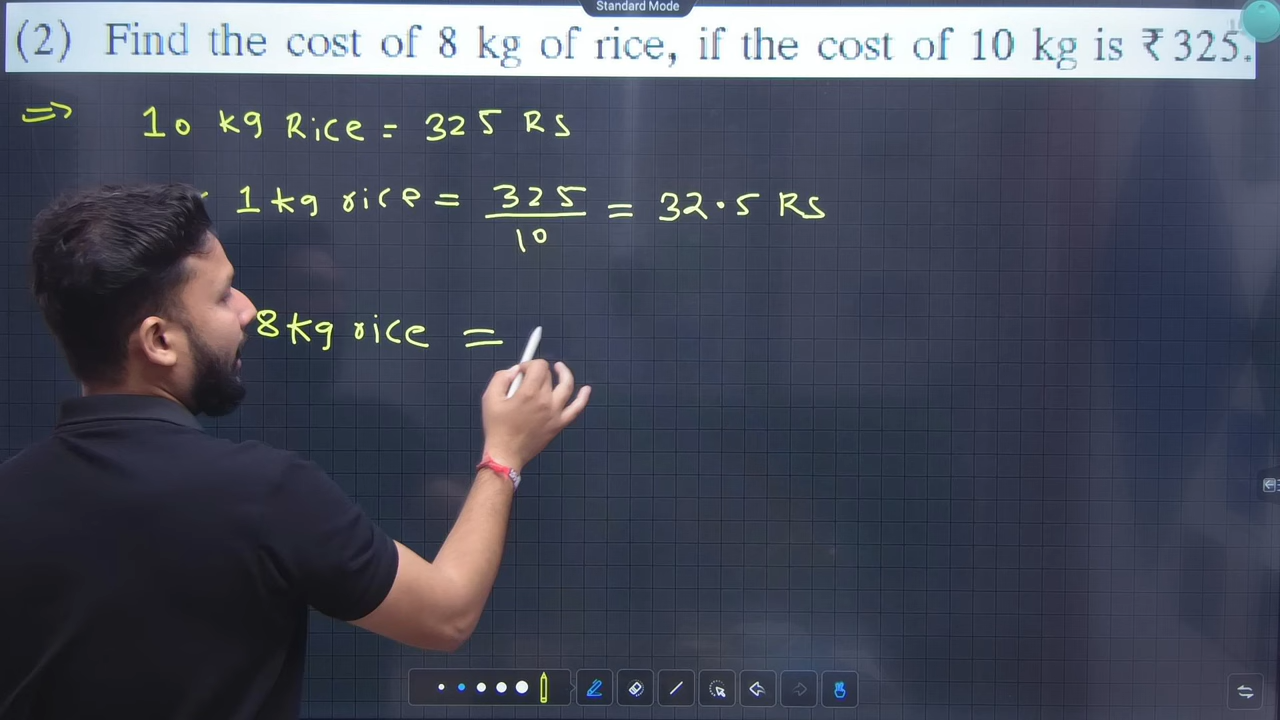 Standard Mode
(2) Find the cost of 8 kg of rice, if the cost of 10 kg is ₹ 325.
⇒ 10 kg Rice = 325 RS
1 kg rice = 325/10 = 32.5 RS
8 kg rice =